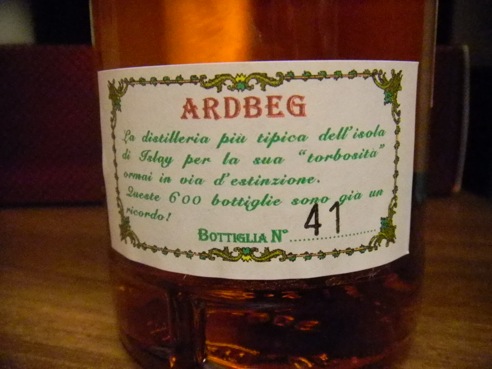 ARDBEG
La distilleria più tipica dell'isola
di Islay per la sua "torbosità"
ormai in via d'estinzione.
Queste 600 bottiglie sono gia un
ricordo!
BOTTIGLIA N° 41